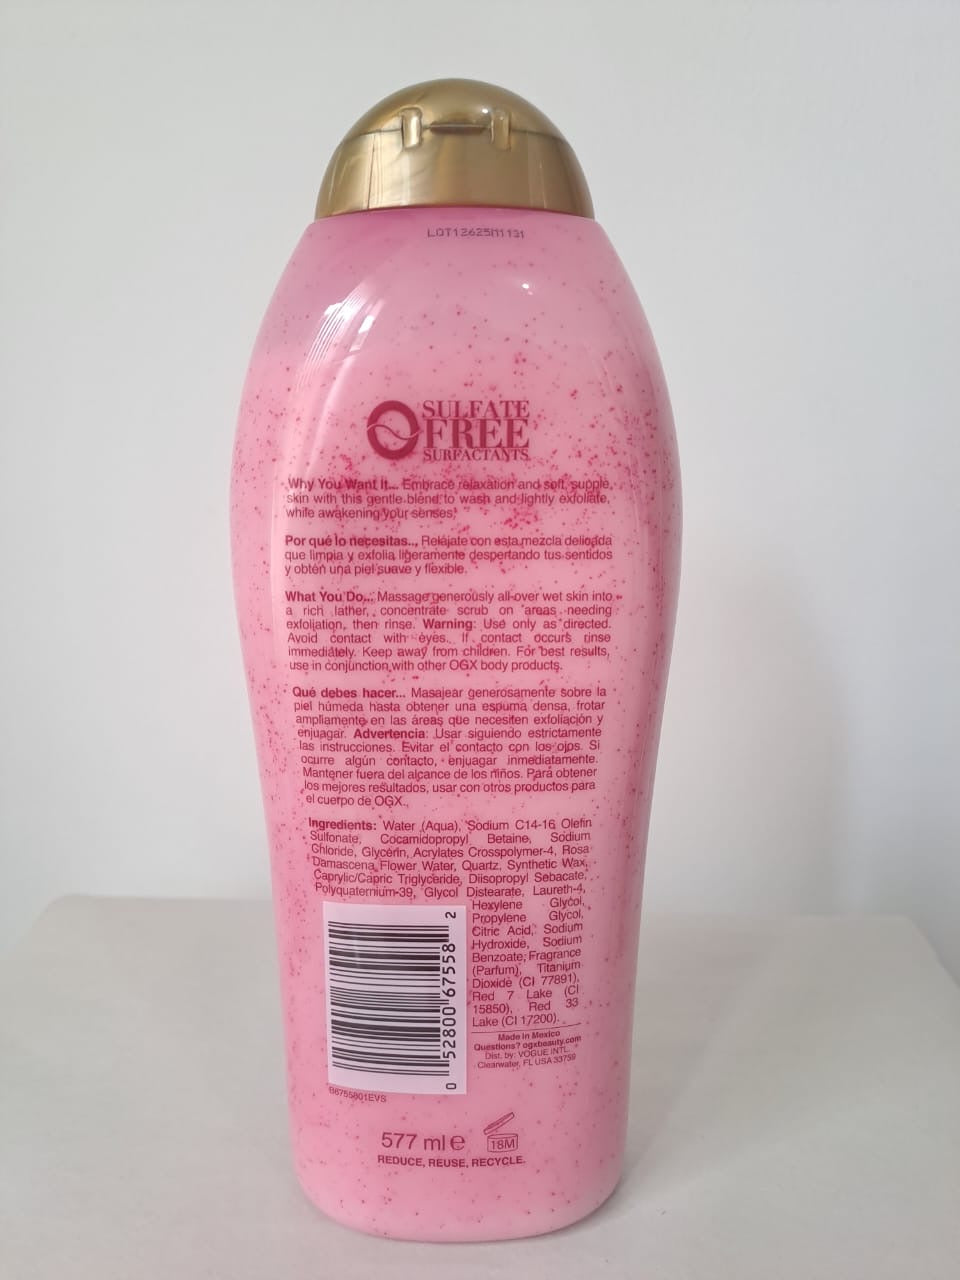 LOT12625M1131
SULFATE
FREE
SURFACTANTS
Why You Want It... Embrace relaxation and soft, supple,
skin with this gentle blend to wash and lightly exfoliate,
while awakening your senses.
Por qué lo necesitas... Relájate con esta mezcla delicada
que limpia y exfolia ligeramente despertando tus sentidos
y obtén una piel suave y flexible.
What You Do... Massage generously all over wet skin into
a rich lather, concentrate scrub on areas needing
exfoliation, then rinse. Warning: Use only as directed.
Avoid contact with eyes. If contact occurs rinse
immediately. Keep away from children. For best results,
use in conjunction with other OGX body products.
Qué debes hacer... Masajear generosamente sobre la
piel húmeda hasta obtener una espuma densa, frotar
ampliamente en las áreas que necesiten exfoliación y
enjuagar. Advertencia: Usar siguiendo estrictamente
las instrucciones. Evitar el contacto con los ojos. Si
ocurre algún contacto, enjuagar inmediatamente.
Mantener fuera del alcance de los niños. Para obtener
los mejores resultados, usar con otros productos para
el cuerpo de OGX.
Ingredients: Water (Aqua), Sodium C14-16 Olefin
Sulfonate, Cocamidopropyl Betaine, Sodium
Chloride, Glycerin, Acrylates Crosspolymer-4, Rosa
Damascena Flower Water, Quartz, Synthetic Wax,
Caprylic/Capric Triglyceride, Diisopropyl Sebacate,
Polyquaternium-39, Glycol Distearate, Laureth-4,
Hexylene Glycol,
Propylene Glycol,
Citric Acid, Sodium
Hydroxide, Sodium
Benzoate, Fragrance
(Parfum), Titanium
Dioxide (CI 77891),
Red 7 Lake (CI
15850), Red 33
Lake (CI 17200).
0 52800 67558 2
Made in Mexico
Questions? ogxbeauty.com
Dist. by: VOGUE INTL.
Clearwater, FL USA 33759
B6755801EVS
577 ml e
18M
REDUCE, REUSE, RECYCLE.